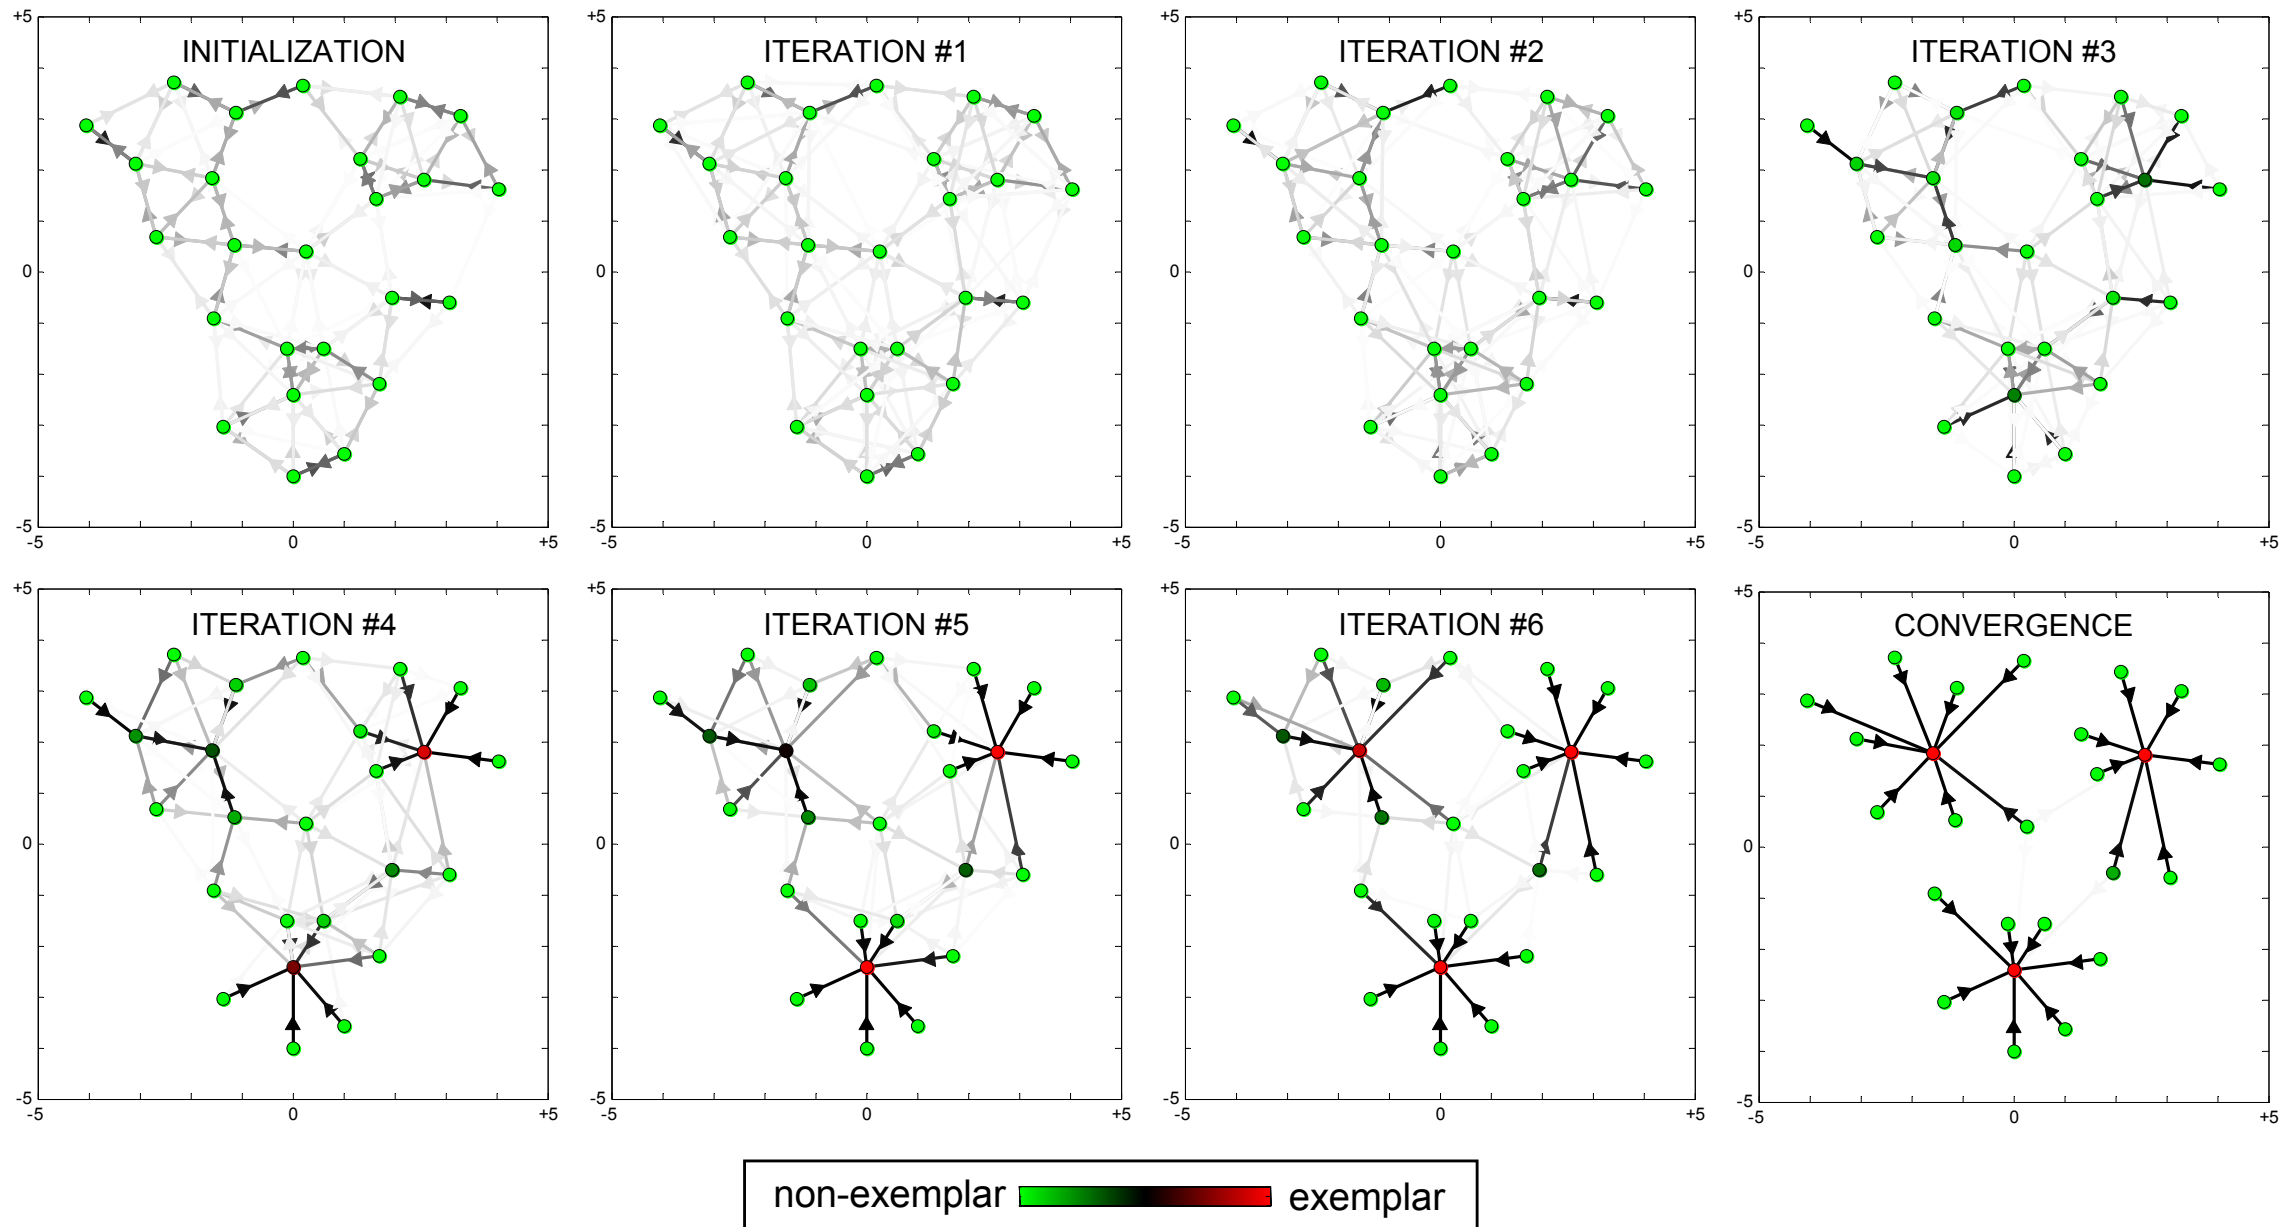 +5 +5 +5 +5
INITIALIZATION ITERATION #1 ITERATION #2 ITERATION #3
0 0 0 0
-5 -5 -5 -5
-5 0 +5 -5 0 +5 -5 0 +5 -5 0 +5
+5 +5 +5 +5
ITERATION #4 ITERATION #5 ITERATION #6 CONVERGENCE
0 0 0 0
-5 -5 -5 -5
-5 0 +5 -5 0 +5 -5 0 +5 -5 0 +5
non-exemplar exemplar